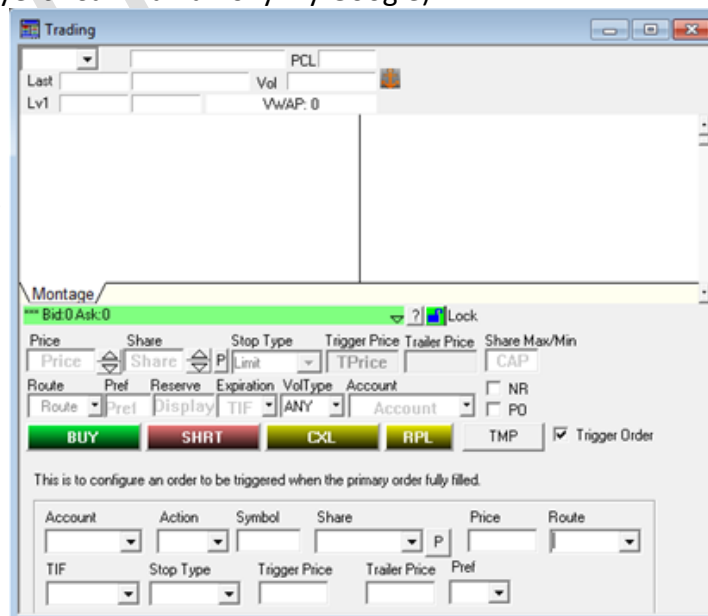 Trading
PCL
Last Vol
Lv1 VWAP: 0
Montage
*** Bid:0 Ask:0 ? Lock
Price Share Stop Type Trigger Price Trailer Price Share Max/Min
Price Share P Limit TPrice CAP
Route Pref Reserve Expiration VolType Account NR
Route Pref Display TIF ANY Account PO
BUY SHRT CXL RPL TMP Trigger Order
This is to configure an order to be triggered when the primary order fully filled.
Account Action Symbol Share Price Route
P
TIF Stop Type Trigger Price Trailer Price Pref